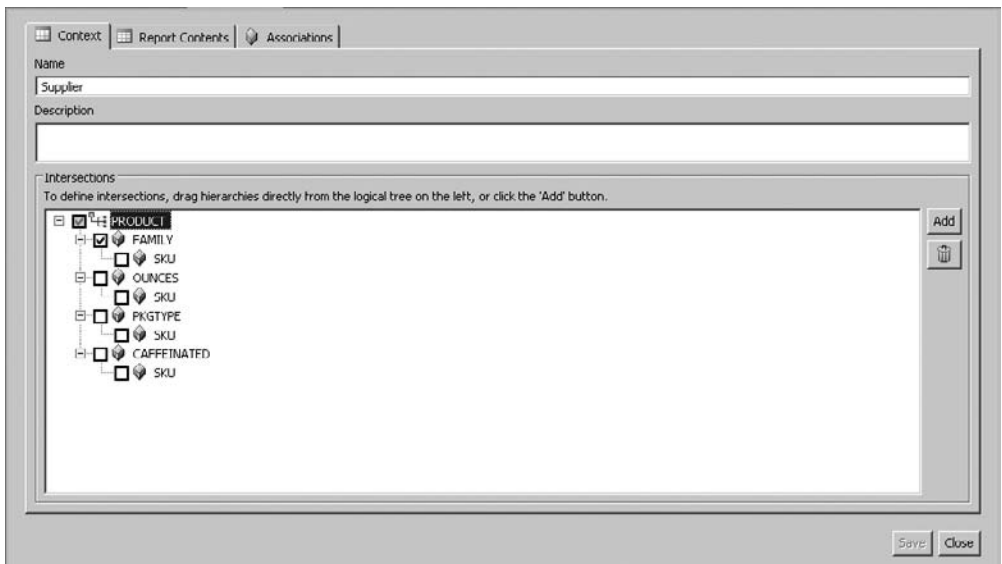 Context Report Contents Associations
Name
Supplier
Description
Intersections
To define intersections, drag hierarchies directly from the logical tree on the left, or click the 'Add' button.
PRODUCT
Add
FAMILY
SKU
OUNCES
SKU
PKGTYPE
SKU
CAFFEINATED
SKU
Save Close